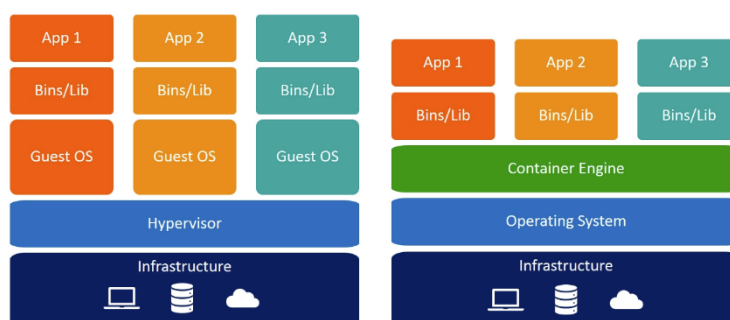 App 1
App 2
App 3
Bins/Lib
Bins/Lib
Bins/Lib
Guest OS
Guest OS
Guest OS
Hypervisor
Infrastructure
App 1
App 2
App 3
Bins/Lib
Bins/Lib
Bins/Lib
Container Engine
Operating System
Infrastructure